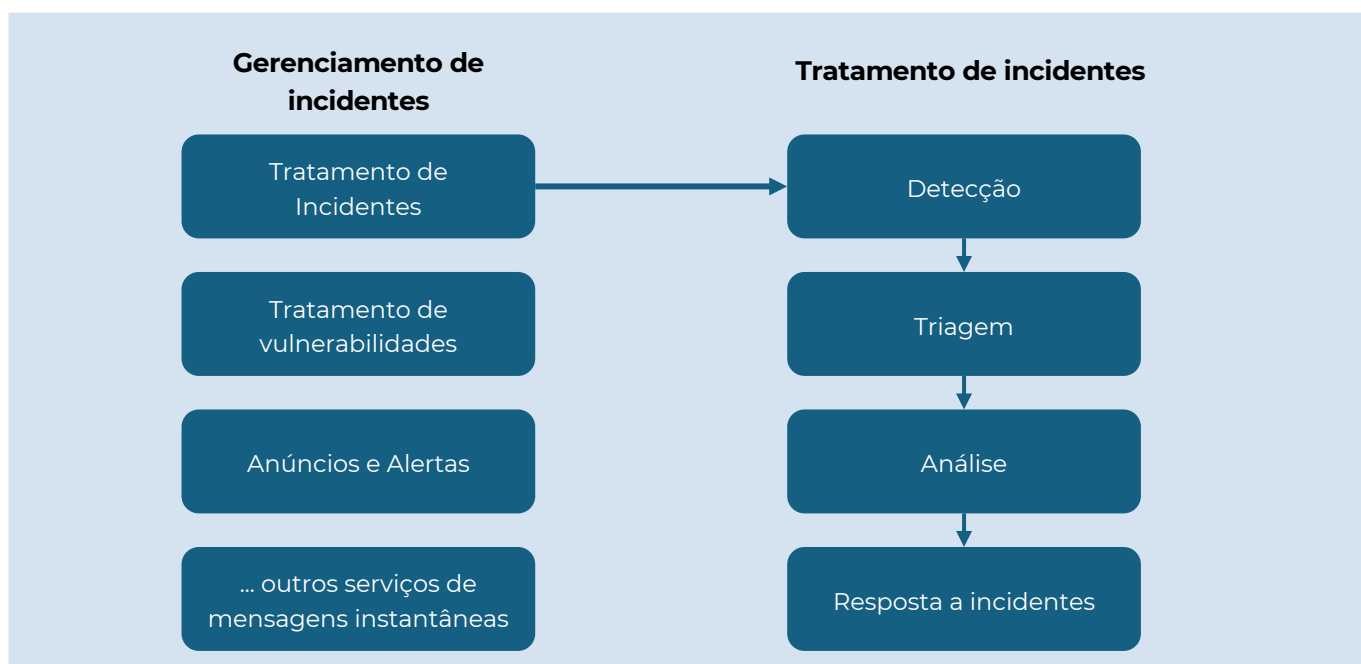 Gerenciamento de
incidentes
Tratamento de
Incidentes
Tratamento de
vulnerabilidades
Anúncios e Alertas
... outros serviços de
mensagens instantâneas
Tratamento de incidentes
Detecção
Triagem
Análise
Resposta a incidentes